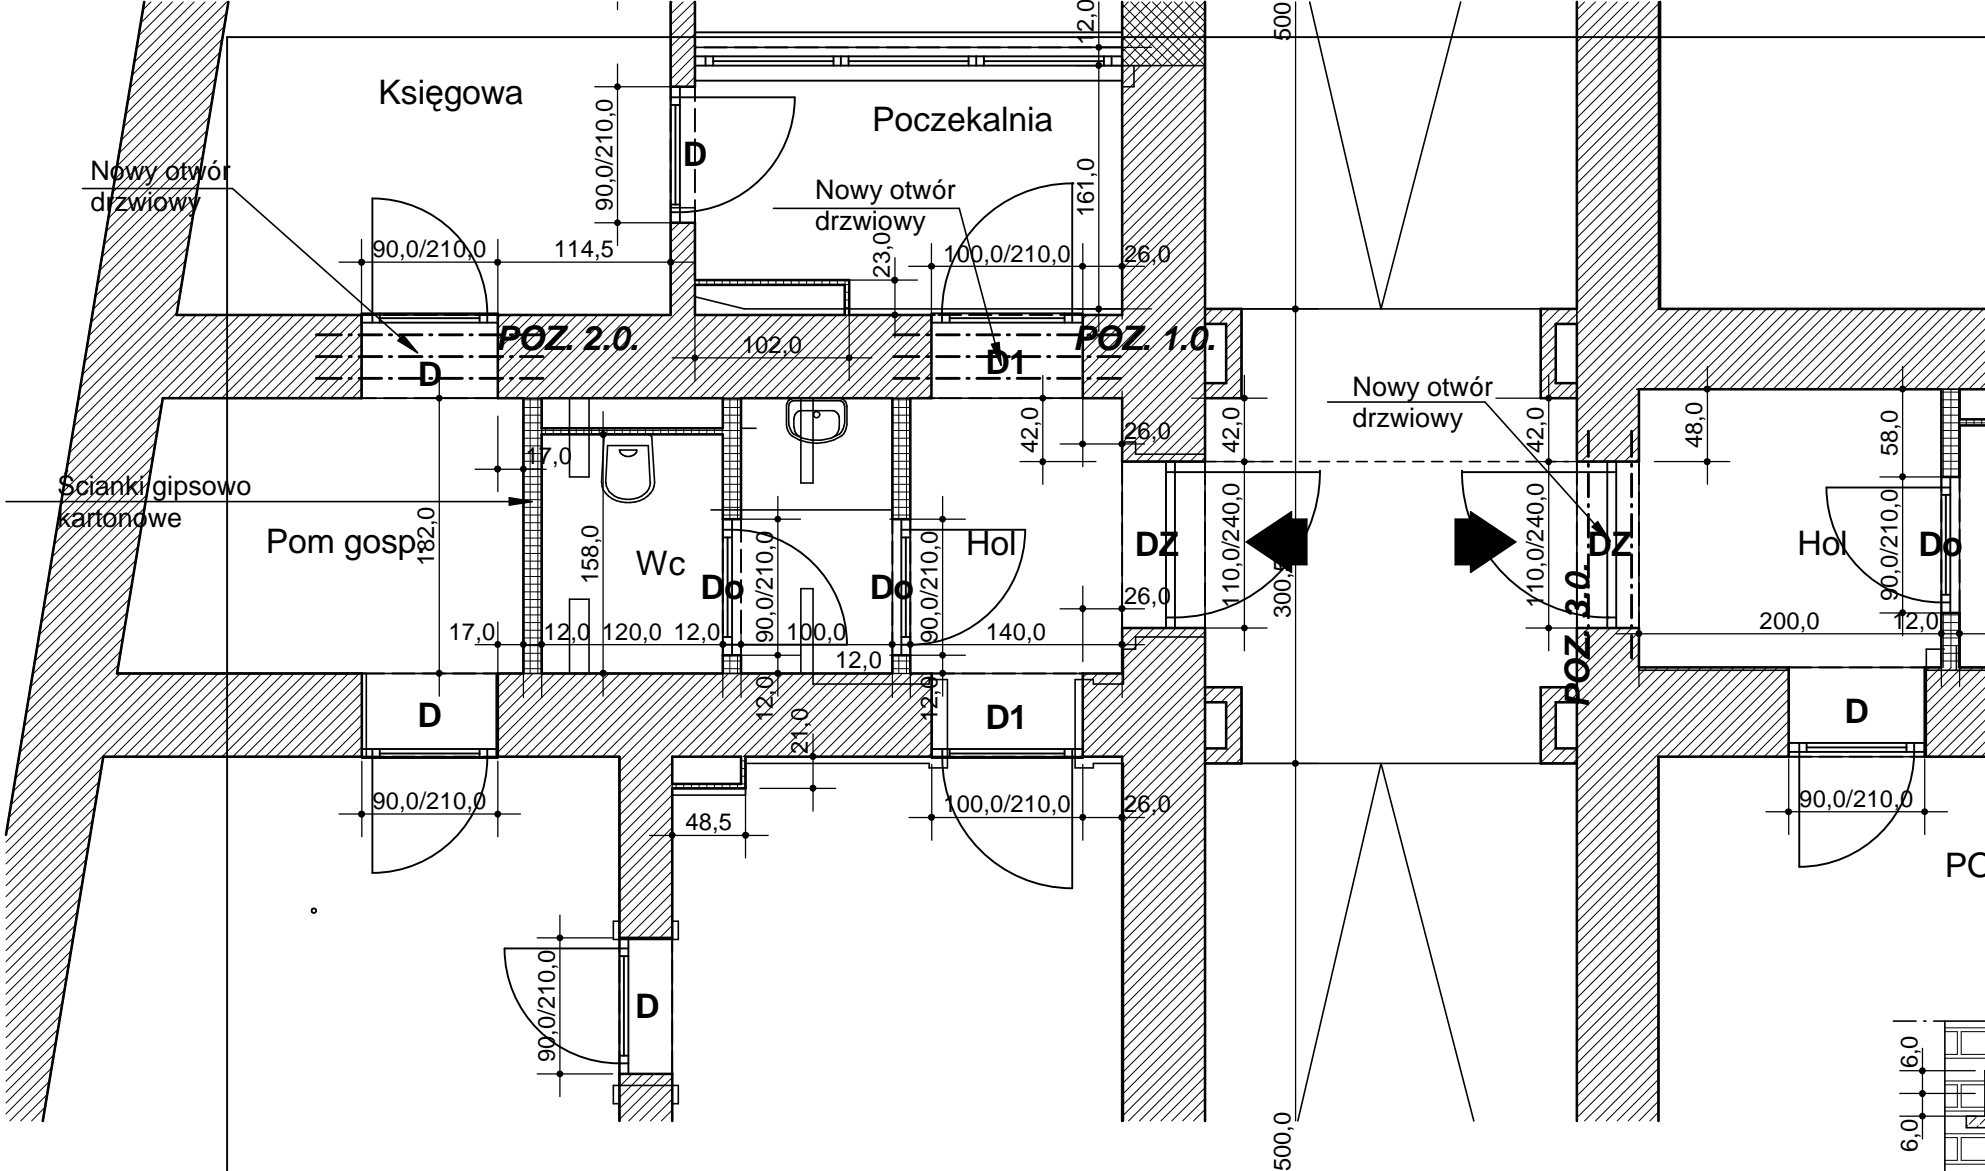 12,0
500
Księgowa
Poczekalnia
90,0/210,0
D
161,0
Nowy otwór
drzwiowy
Nowy otwór
drzwiowy
90,0/210,0
114,5
23,0
100,0/210,0
26,0
POZ. 2.0.
102,0
POZ. 1.0.
D
D1
Nowy otwór
drzwiowy
42,0
26,0
42,0
42,0
48,0
58,0
17,0
Ścianki gipsowo
kartonowe
Pom gosp.
182,0
158,0
Wc
Do
90,0/210,0
Do
90,0/210,0
Hol
DZ
110,0/240,0
110,0/240,0
DZ
Hol
90,0/210,0
Do
26,0
POZ. 3.0.
17,0
12,0
120,0
12,0
100,0
140,0
200,0
12,0
12,0
12,0
12,0
D
21,0
D1
D
90,0/210,0
48,5
100,0/210,0
26,0
90,0/210,0
90,0/210,0
D
6,0
6,0
500,0